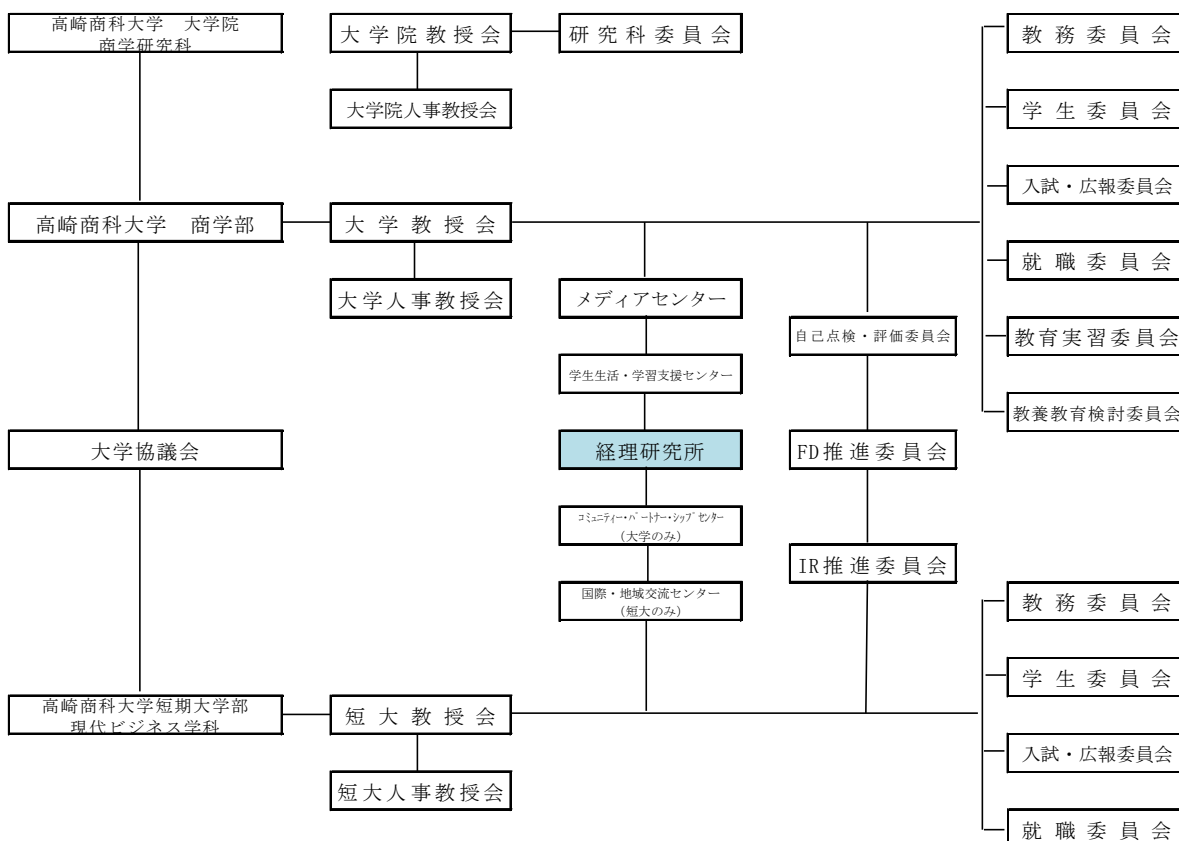 高崎商科大学　大学院
商学研究科
大学院教授会
研究科委員会
教務委員会
大学院人事教授会
学生委員会
入試・広報委員会
高崎商科大学　商学部
大学教授会
就職委員会
大学人事教授会
メディアセンター
自己点検・評価委員会
教育実習委員会
学生生活・学習支援センター
教養教育検討委員会
大学協議会
経理研究所
FD推進委員会
コミュニティー・パートナー・シップセンター
(大学のみ)
IR推進委員会
国際・地域交流センター
(短大のみ)
教務委員会
学生委員会
高崎商科大学短期大学部
現代ビジネス学科
短大教授会
入試・広報委員会
短大人事教授会
就職委員会